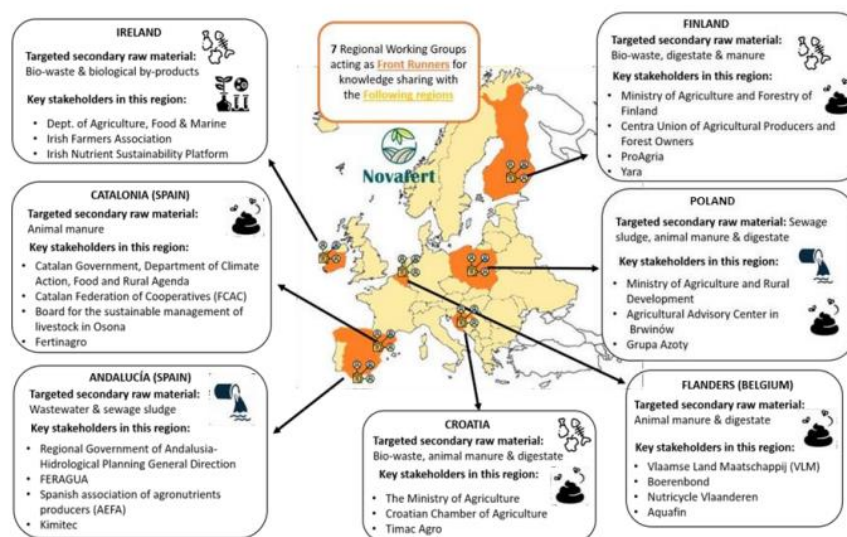 IRELAND
Targeted secondary raw material:
Bio-waste & biological by-products
Key stakeholders in this region:
• Dept. of Agriculture, Food & Marine
• Irish Farmers Association
• Irish Nutrient Sustainability Platform
7 Regional Working Groups
acting as Front Runners for
knowledge sharing with
the Following regions
Novafert
FINLAND
Targeted secondary raw material:
Bio-waste, digestate & manure
Key stakeholders in this region:
• Ministry of Agriculture and Forestry of
Finland
• Centra Union of Agricultural Producers and
Forest Owners
• ProAgria
• Yara
CATALONIA (SPAIN)
Targeted secondary raw material:
Animal manure
Key stakeholders in this region:
• Catalan Government, Department of Climate
Action, Food and Rural Agenda
• Catalan Federation of Cooperatives (FCAC)
• Board for the sustainable management of
livestock in Osona
• Fertinagro
POLAND
Targeted secondary raw material: Sewage
sludge, animal manure & digestate
Key stakeholders in this region:
• Ministry of Agriculture and Rural
Development
• Agricultural Advisory Center in
Brwinów
• Grupa Azoty
ANDALUCÍA (SPAIN)
Targeted secondary raw material:
Wastewater & sewage sludge
Key stakeholders in this region:
• Regional Government of Andalusia-
Hidrological Planning General Direction
• FERAGUA
• Spanish association of agronutrients
producers (AEFA)
• Kimitec
CROATIA
Targeted secondary raw material:
Bio-waste, animal manure & digestate
Key stakeholders in this region:
• The Ministry of Agriculture
• Croatian Chamber of Agriculture
• Timac Agro
FLANDERS (BELGIUM)
Targeted secondary raw material:
Animal manure & digestate
Key stakeholders in this region:
• Vlaamse Land Maatschappij (VLM)
• Boerenbond
• Nutricycle Vlaanderen
• Aquafin